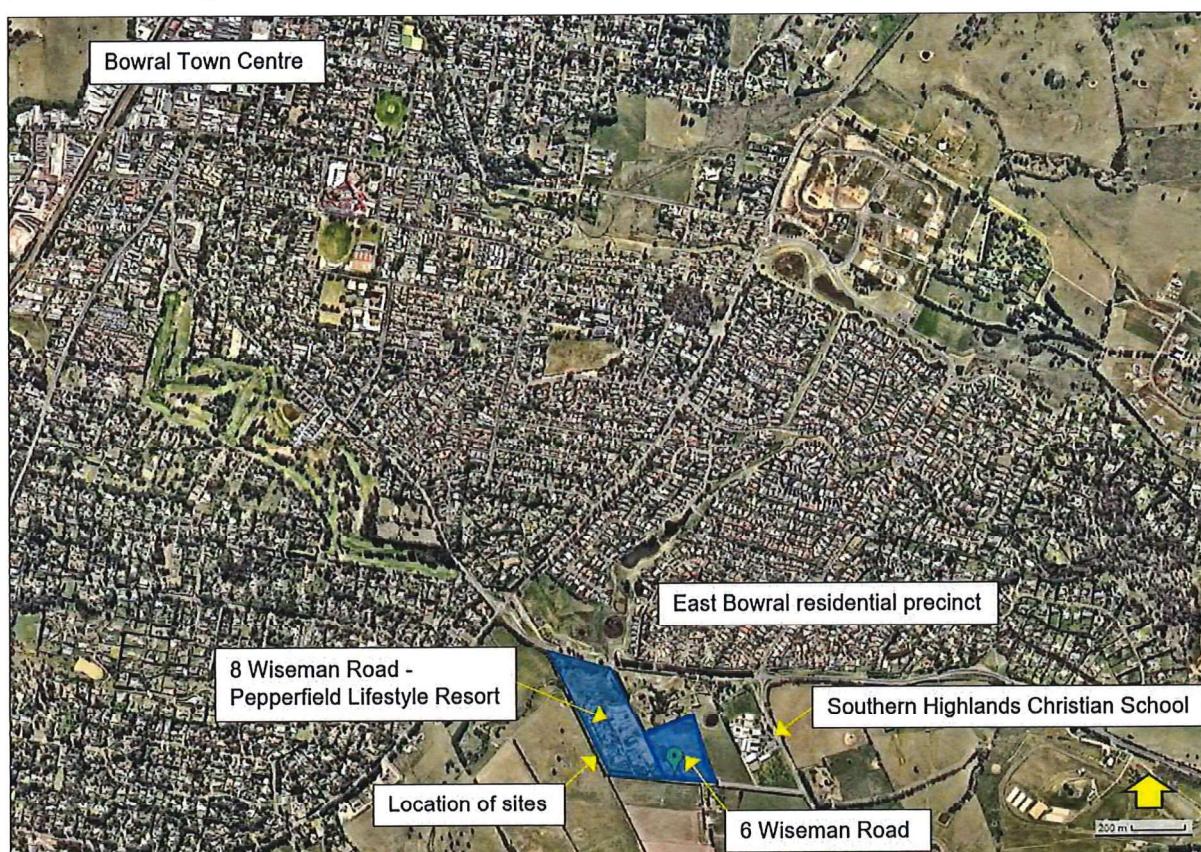 Bowral Town Centre
East Bowral residential precinct
8 Wiseman Road -
Pepperfield Lifestyle Resort
Southern Highlands Christian School
Location of sites
6 Wiseman Road
200 m